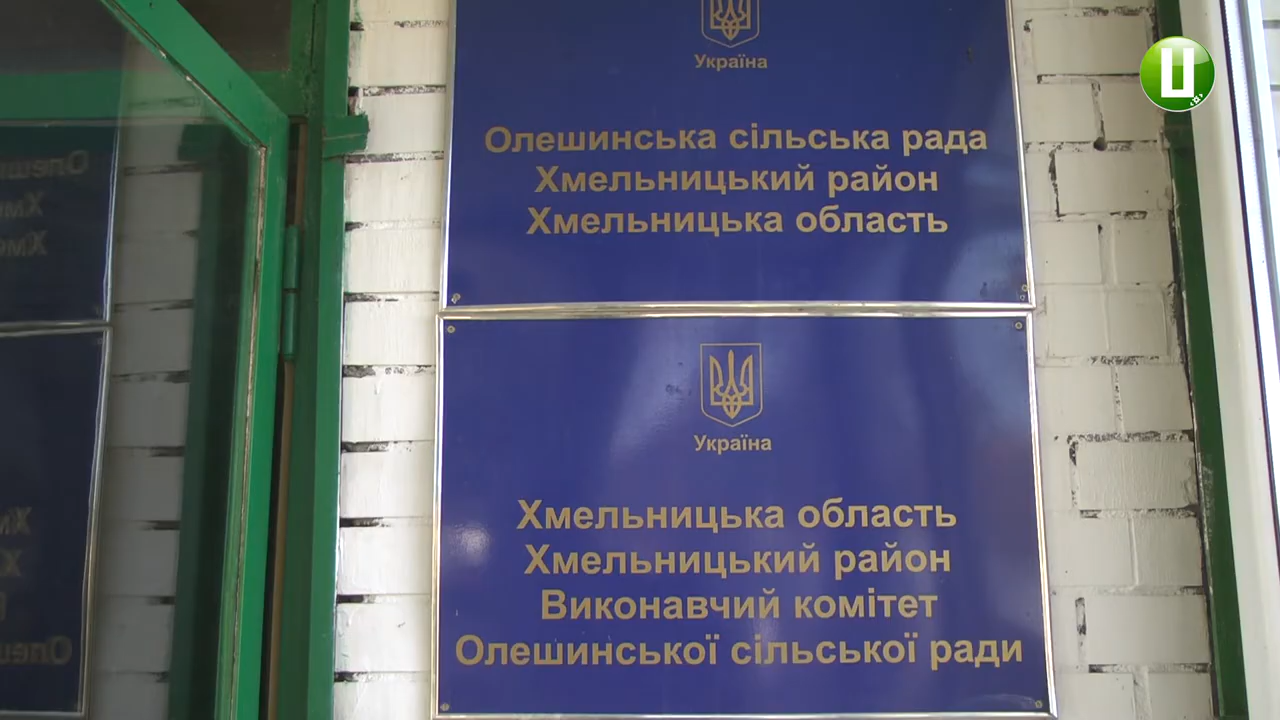 Україна
Олешинська сільська рада
Хмельницький район
Хмельницька область
Україна
Хмельницька область
Хмельницький район
Виконавчий комітет
Олешинської сільської ради
Ц